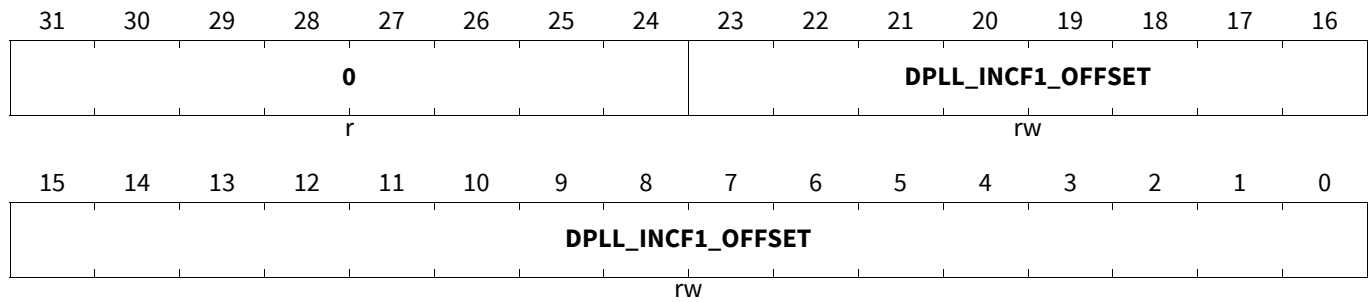 31 30 29 28 27 26 25 24 23 22 21 20 19 18 17 16
0 DPLL_INCF1_OFFSET
r rw
15 14 13 12 11 10 9 8 7 6 5 4 3 2 1 0
DPLL_INCF1_OFFSET
rw